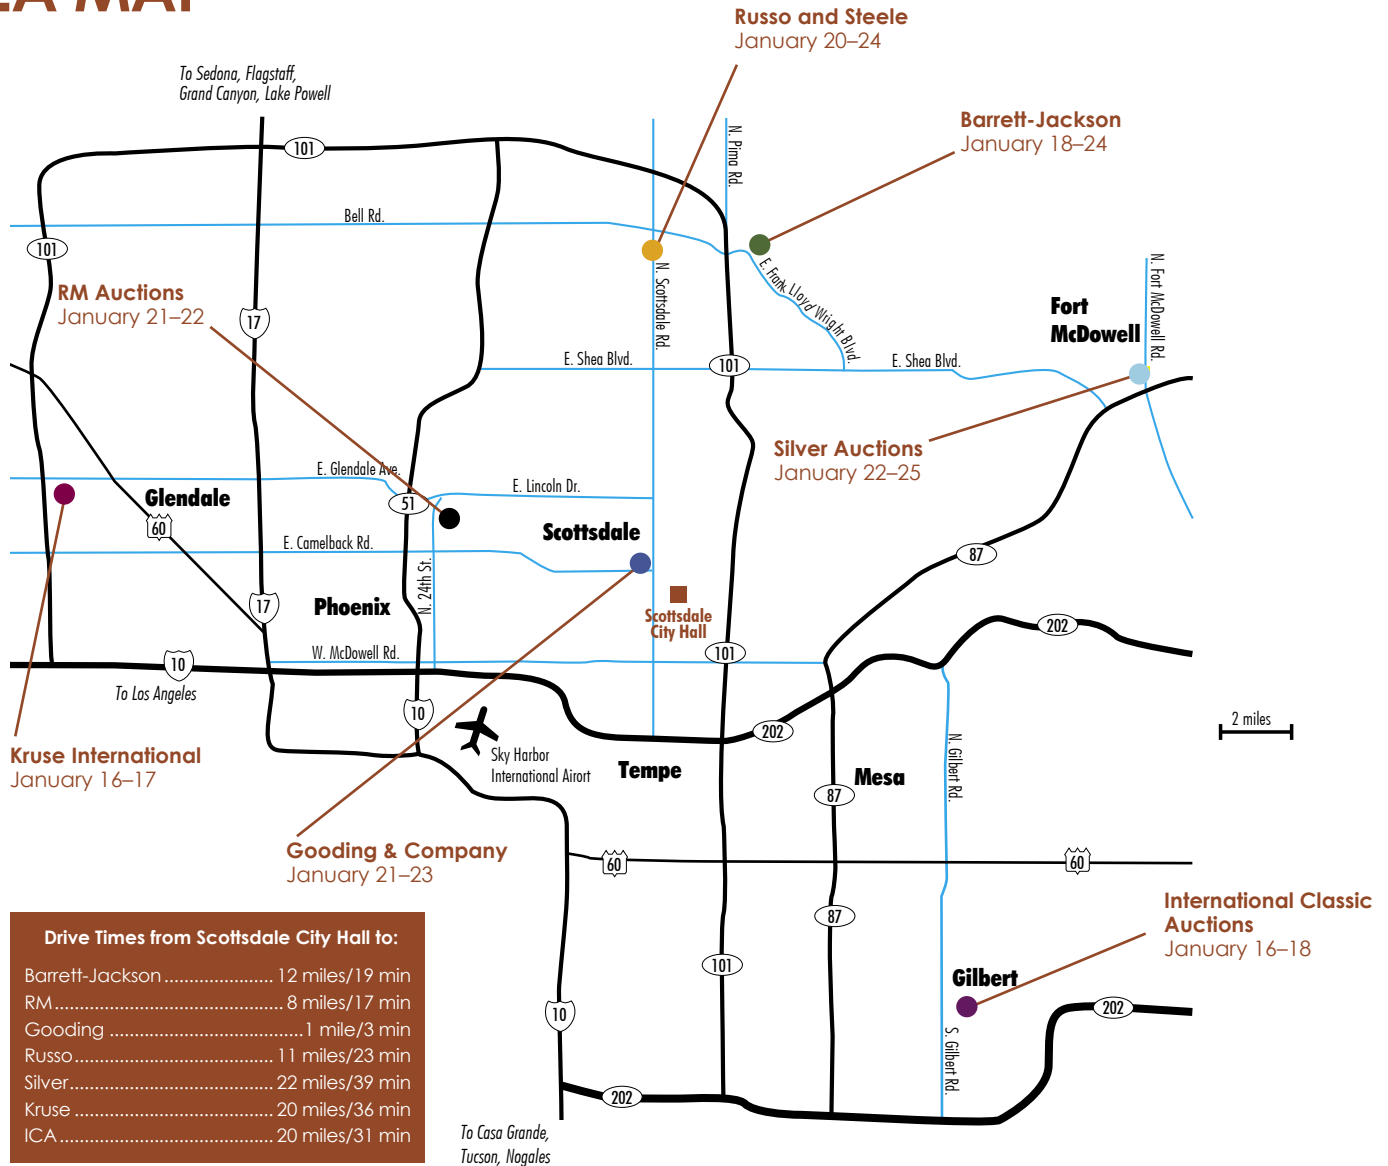 Russo and Steele
January 20–24
To Sedona, Flagstaff,
Grand Canyon, Lake Powell
Barrett-Jackson
January 18–24
101
N. Pima Rd.
Bell Rd.
101
N. Scottsdale Rd.
E. Frank Lloyd Wright Blvd.
N. Fort McDowell Rd.
RM Auctions
January 21–22
Fort
McDowell
17
E. Shea Blvd.
101
E. Shea Blvd.
Silver Auctions
January 22–25
E. Glendale Ave.
E. Lincoln Dr.
Glendale
51
60
Scottsdale
E. Camelback Rd.
87
N. 24th St.
Phoenix
17
Scottsdale
City Hall
202
W. McDowell Rd.
101
10
To Los Angeles
10
202
2 miles
Kruse International
January 16–17
Sky Harbor
International Airort
Tempe
Mesa
N. Gilbert Rd.
87
Gooding & Company
January 21–23
60
60
International Classic
Auctions
January 16–18
87
101
Gilbert
10
202
S. Gilbert Rd.
202
Drive Times from Scottsdale City Hall to:
Barrett-Jackson ....................... 12 miles/19 min
RM ................................................. 8 miles/17 min
Gooding .........................................1 mile/3 min
Russo .......................................... 11 miles/23 min
Silver ........................................... 22 miles/39 min
Kruse .......................................... 20 miles/36 min
ICA ............................................. 20 miles/31 min
To Casa Grande,
Tucson, Nogales